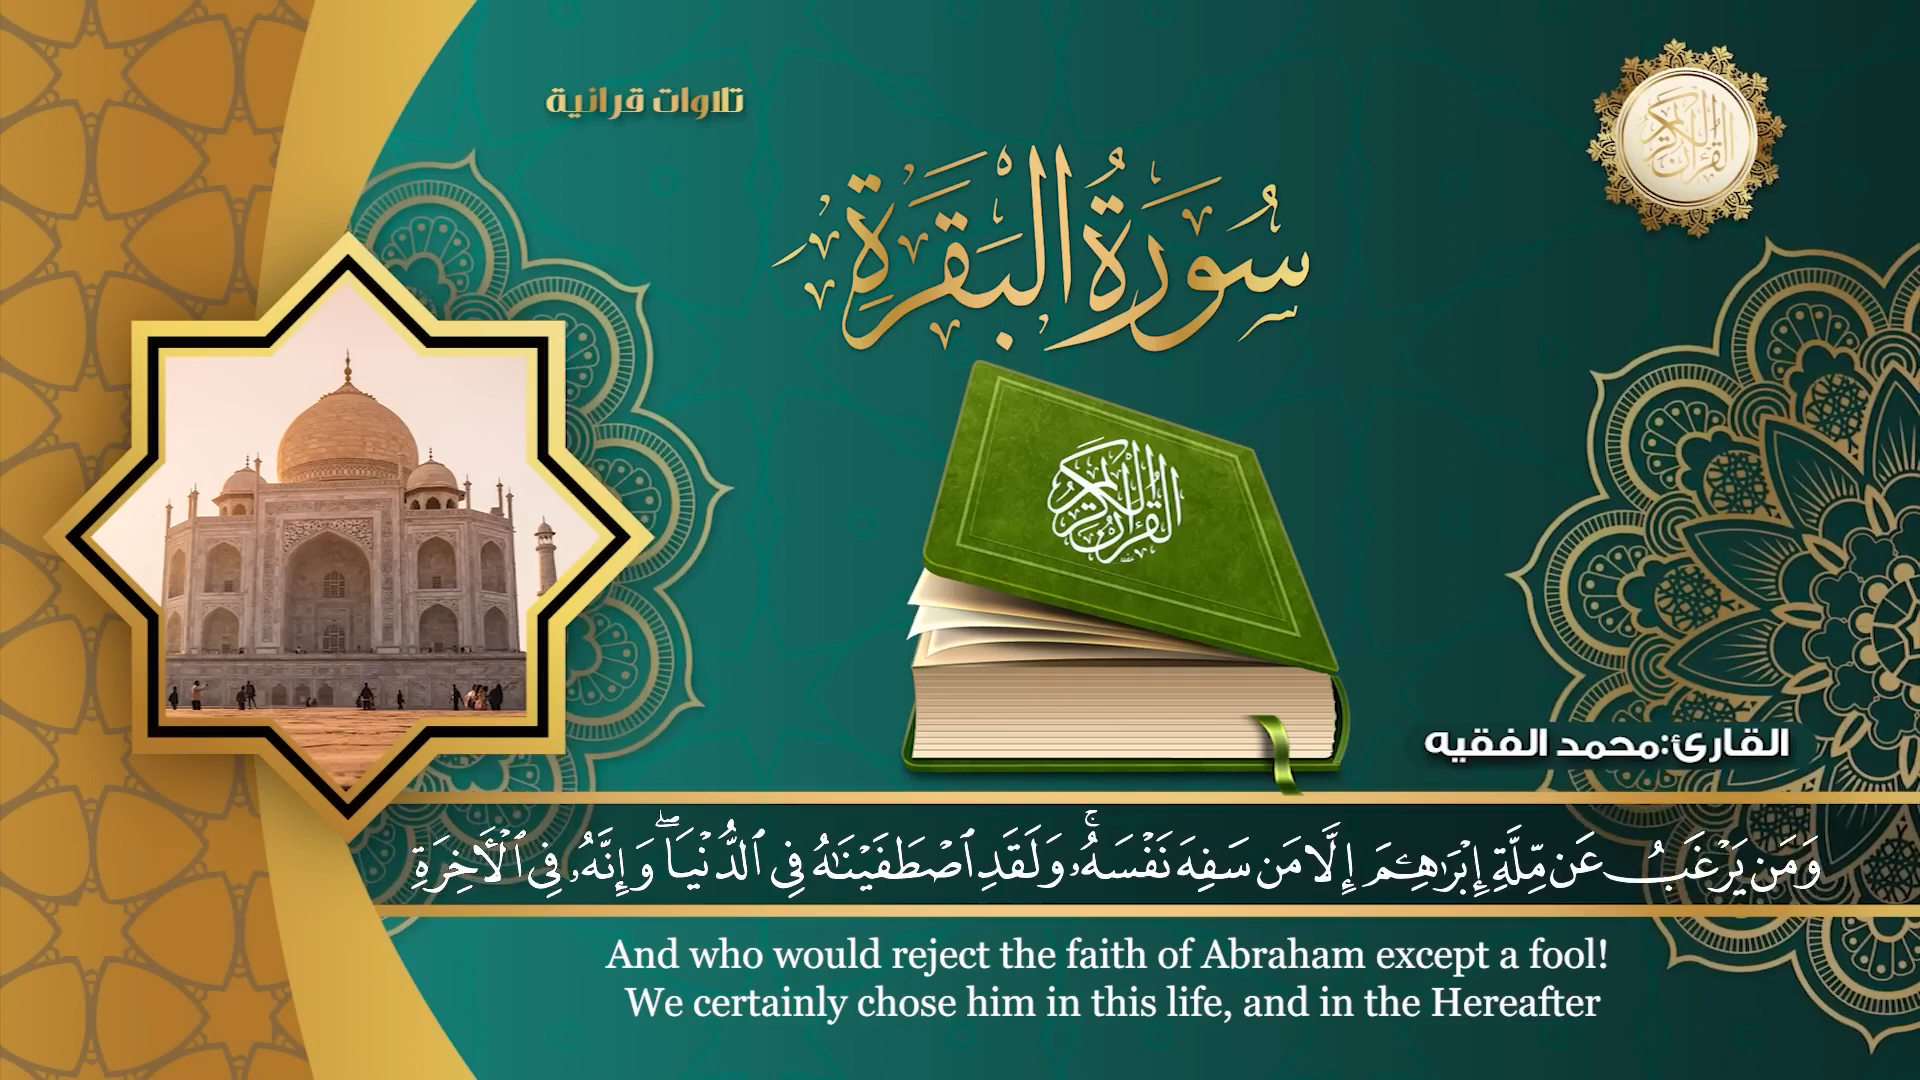 تلاوات قرانية
القرآن الكريم
سُورَةُ البَقَرَةِ
القرآن الكريم
القارئ:محمد الفقيه
وَمَن يَرْغَبُ عَن مِّلَّةِ إِبْرَٰهِـۧمَ إِلَّا مَن سَفِهَ نَفْسَهُۥۚ وَلَقَدِ ٱصْطَفَيْنَٰهُ فِى ٱلدُّنْيَاۖ وَإِنَّهُۥ فِى ٱلْأَخِرَةِ
And who would reject the faith of Abraham except a fool!
We certainly chose him in this life, and in the Hereafter